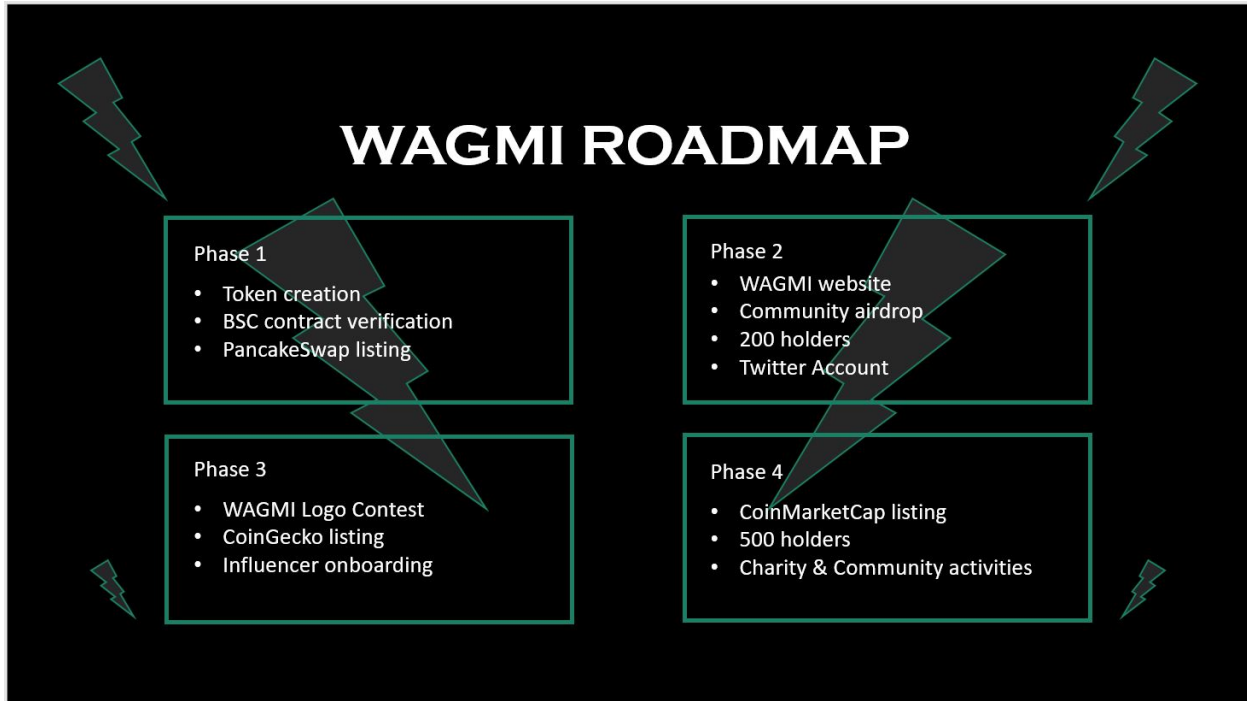 WAGMI ROADMAP
Phase 1
• Token creation
• BSC contract verification
• PancakeSwap listing
Phase 2
• WAGMI website
• Community airdrop
• 200 holders
• Twitter Account
Phase 3
• WAGMI Logo Contest
• CoinGecko listing
• Influencer onboarding
Phase 4
• CoinMarketCap listing
• 500 holders
• Charity & Community activities